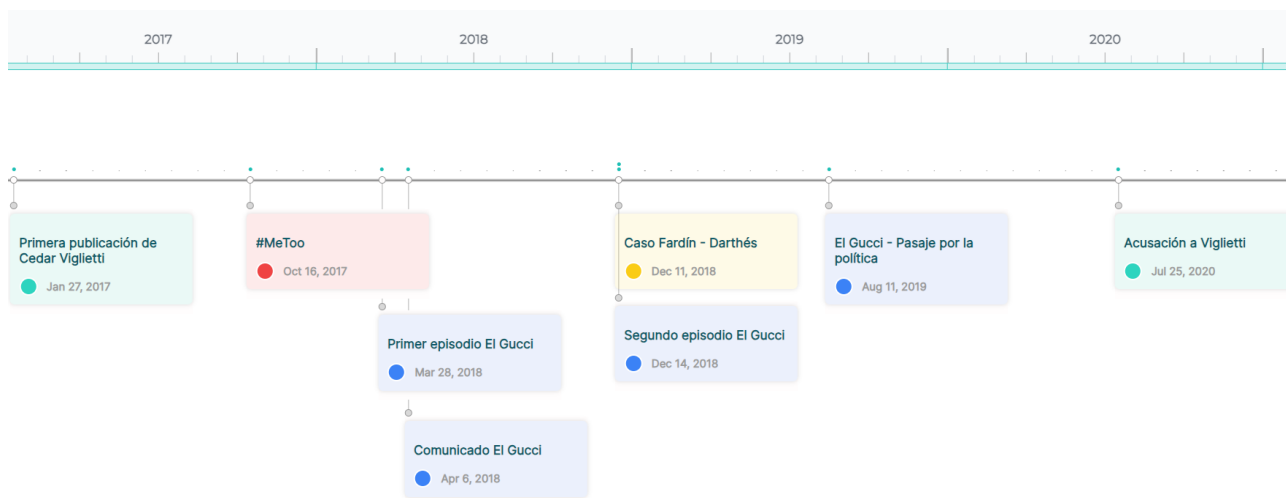 2017
2018
2019
2020
Primera publicación de
Cedar Viglietti
Jan 27, 2017
#MeToo
Oct 16, 2017
Primer episodio El Gucci
Mar 28, 2018
Comunicado El Gucci
Apr 6, 2018
Caso Fardín - Darthés
Dec 11, 2018
Segundo episodio El Gucci
Dec 14, 2018
El Gucci - Pasaje por la
política
Aug 11, 2019
Acusación a Viglietti
Jul 25, 2020